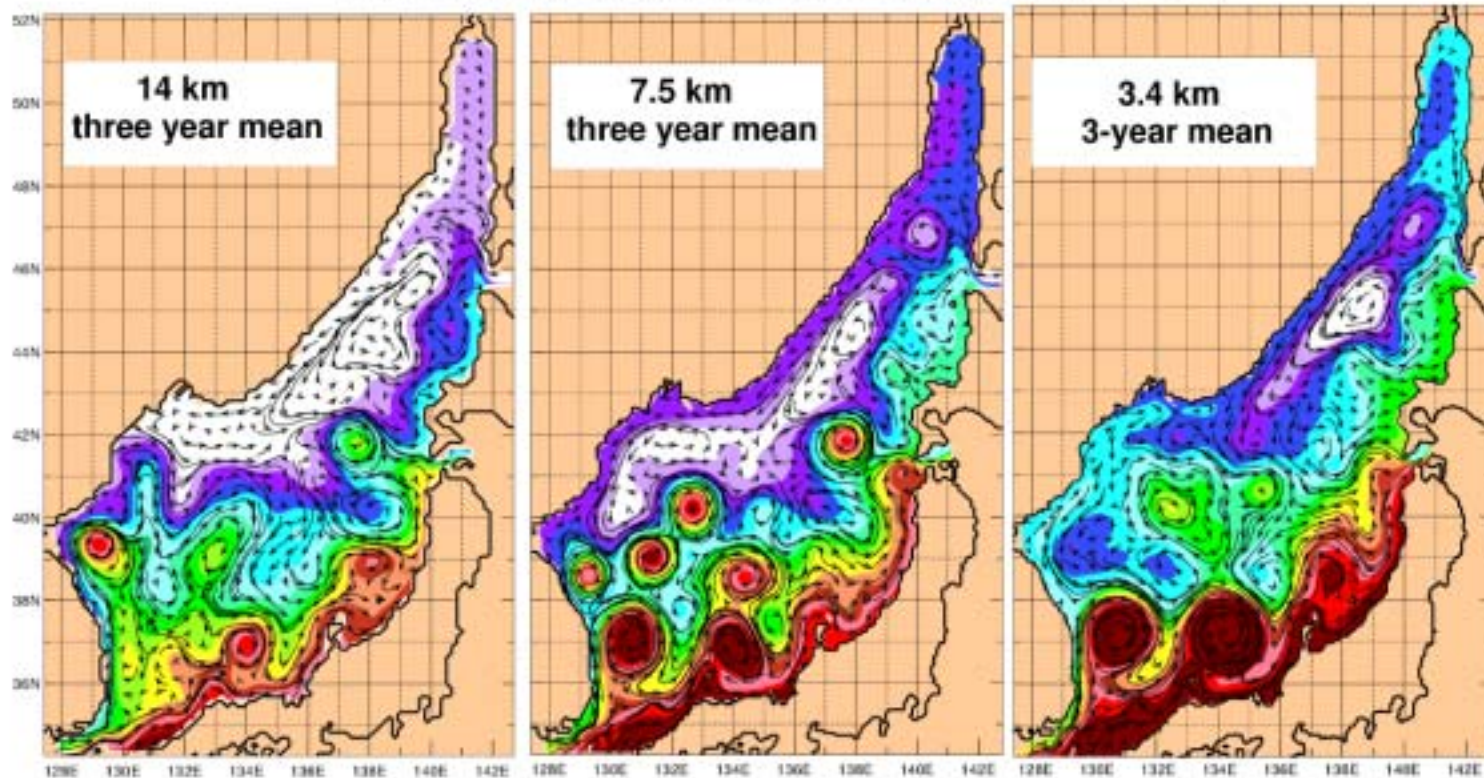 14 km
three year mean
7.5 km
three year mean
3.4 km
3-year mean
52N
50N
48N
46N
44N
42N
40N
38N
36N
128E 130E 132E 134E 136E 138E 140E 142E
128E 130E 132E 134E 136E 138E 140E 142E
128E 130E 132E 134E 136E 138E 148E 142E